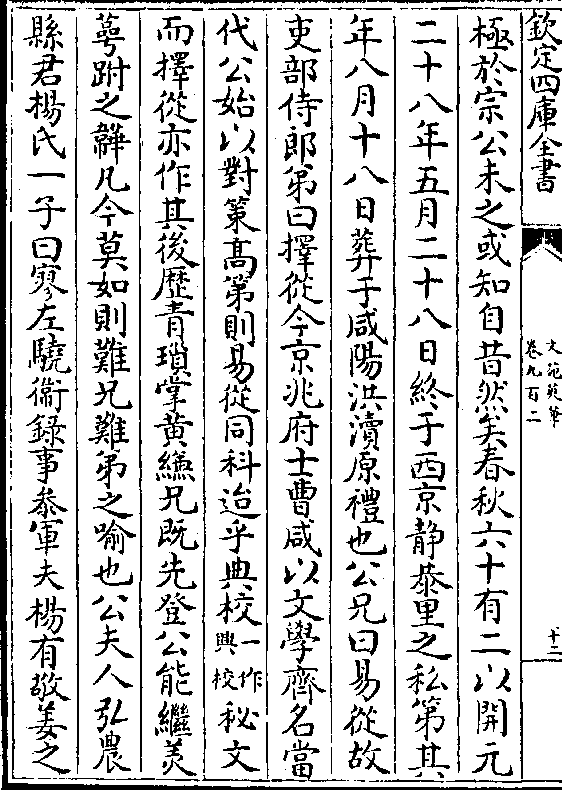 欽定四庫全書
文苑英華
卷九百二
十二
極於宗公未之或知自昔然矣春秋六十有二以開元
二十八年五月二十八日終于西京静恭里之私第其
年八月十八日葬于咸陽洪瀆原禮也公兄曰易從故
吏部侍郎弟曰擇從今京兆府士曹咸以文學齊名當
代公始以對策髙第則易從同科迨乎典校一作興校秘文
而擇從亦作其後歴青瑣掌黄縑兄既先登公能繼美
萼跗之韡凡今莫如則難兄難弟之喻也公夫人弘農
縣君楊氏一子曰寥左驍衛録事叅軍夫楊有敬姜之